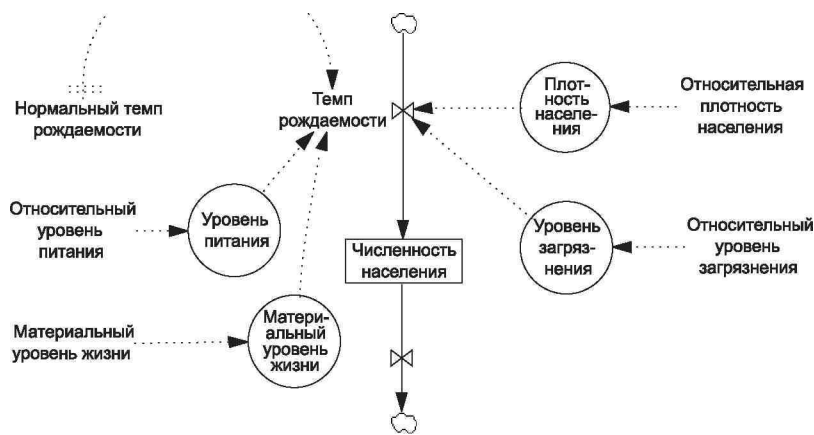 Нормальный темп
рождаемости
Темп
рождаемости
Плот-
ность
населе-
ния
Относительная
плотность
населения
Относительный
уровень
питания
Уровень
питания
Численность
населения
Уровень
загряз-
нения
Относительный
уровень
загрязнения
Материальный
уровень жизни
Матери-
альный
уровень
жизни